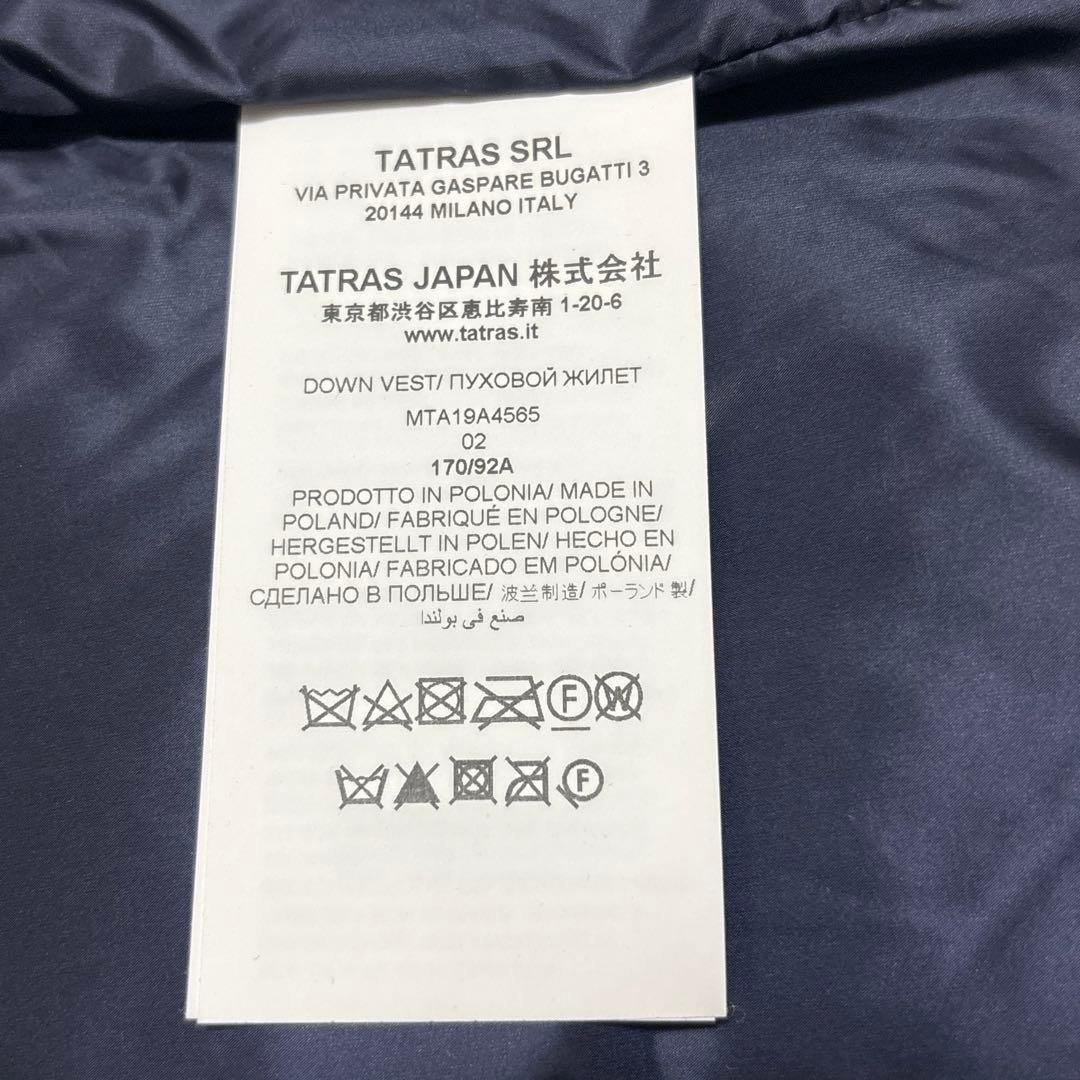 TATRAS SRL
VIA PRIVATA GASPARE BUGATTI 3
20144 MILANO ITALY
TATRAS JAPAN 株式会社
東京都渋谷区恵比寿南 1-20-6
www.tatras.it
DOWN VEST/ ПУХОВОЙ ЖИЛЕТ
MTA19A4565
02
170/92A
PRODOTTO IN POLONIA/ MADE IN
POLAND/ FABRIQUÉ EN POLOGNE/
HERGESTELLT IN POLEN/ HECHO EN
POLONIA/ FABRICADO EM POLÓNIA/
СДЕЛАНО В ПОЛЬШЕ/ 波兰制造/ ポーランド製/
صنع في بولندا
F W
F